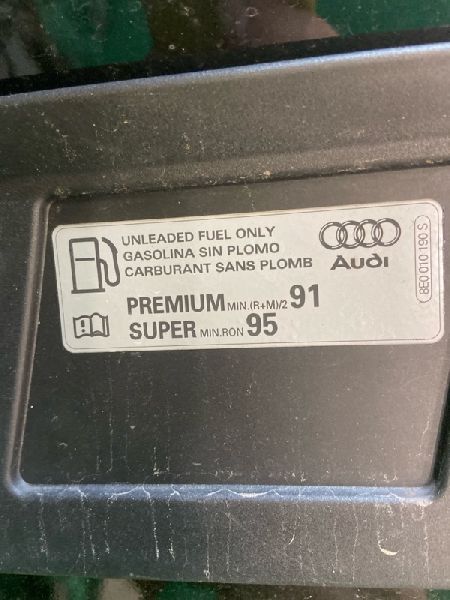 UNLEADED FUEL ONLY
GASOLINA SIN PLOMO
CARBURANT SANS PLOMB
Audi
PREMIUM MIN.(R+M)/2 91
SUPER MIN.RON 95
8E0 010 190 S